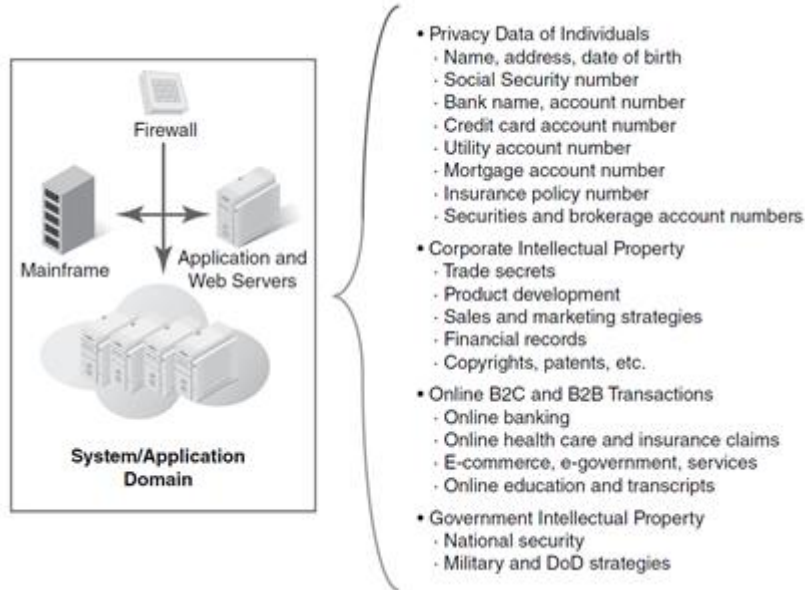 Firewall
Mainframe
Application and
Web Servers
System/Application
Domain
• Privacy Data of Individuals
· Name, address, date of birth
· Social Security number
· Bank name, account number
· Credit card account number
· Utility account number
· Mortgage account number
· Insurance policy number
· Securities and brokerage account numbers
• Corporate Intellectual Property
· Trade secrets
· Product development
· Sales and marketing strategies
· Financial records
· Copyrights, patents, etc.
• Online B2C and B2B Transactions
· Online banking
· Online health care and insurance claims
· E-commerce, e-government, services
· Online education and transcripts
• Government Intellectual Property
· National security
· Military and DoD strategies